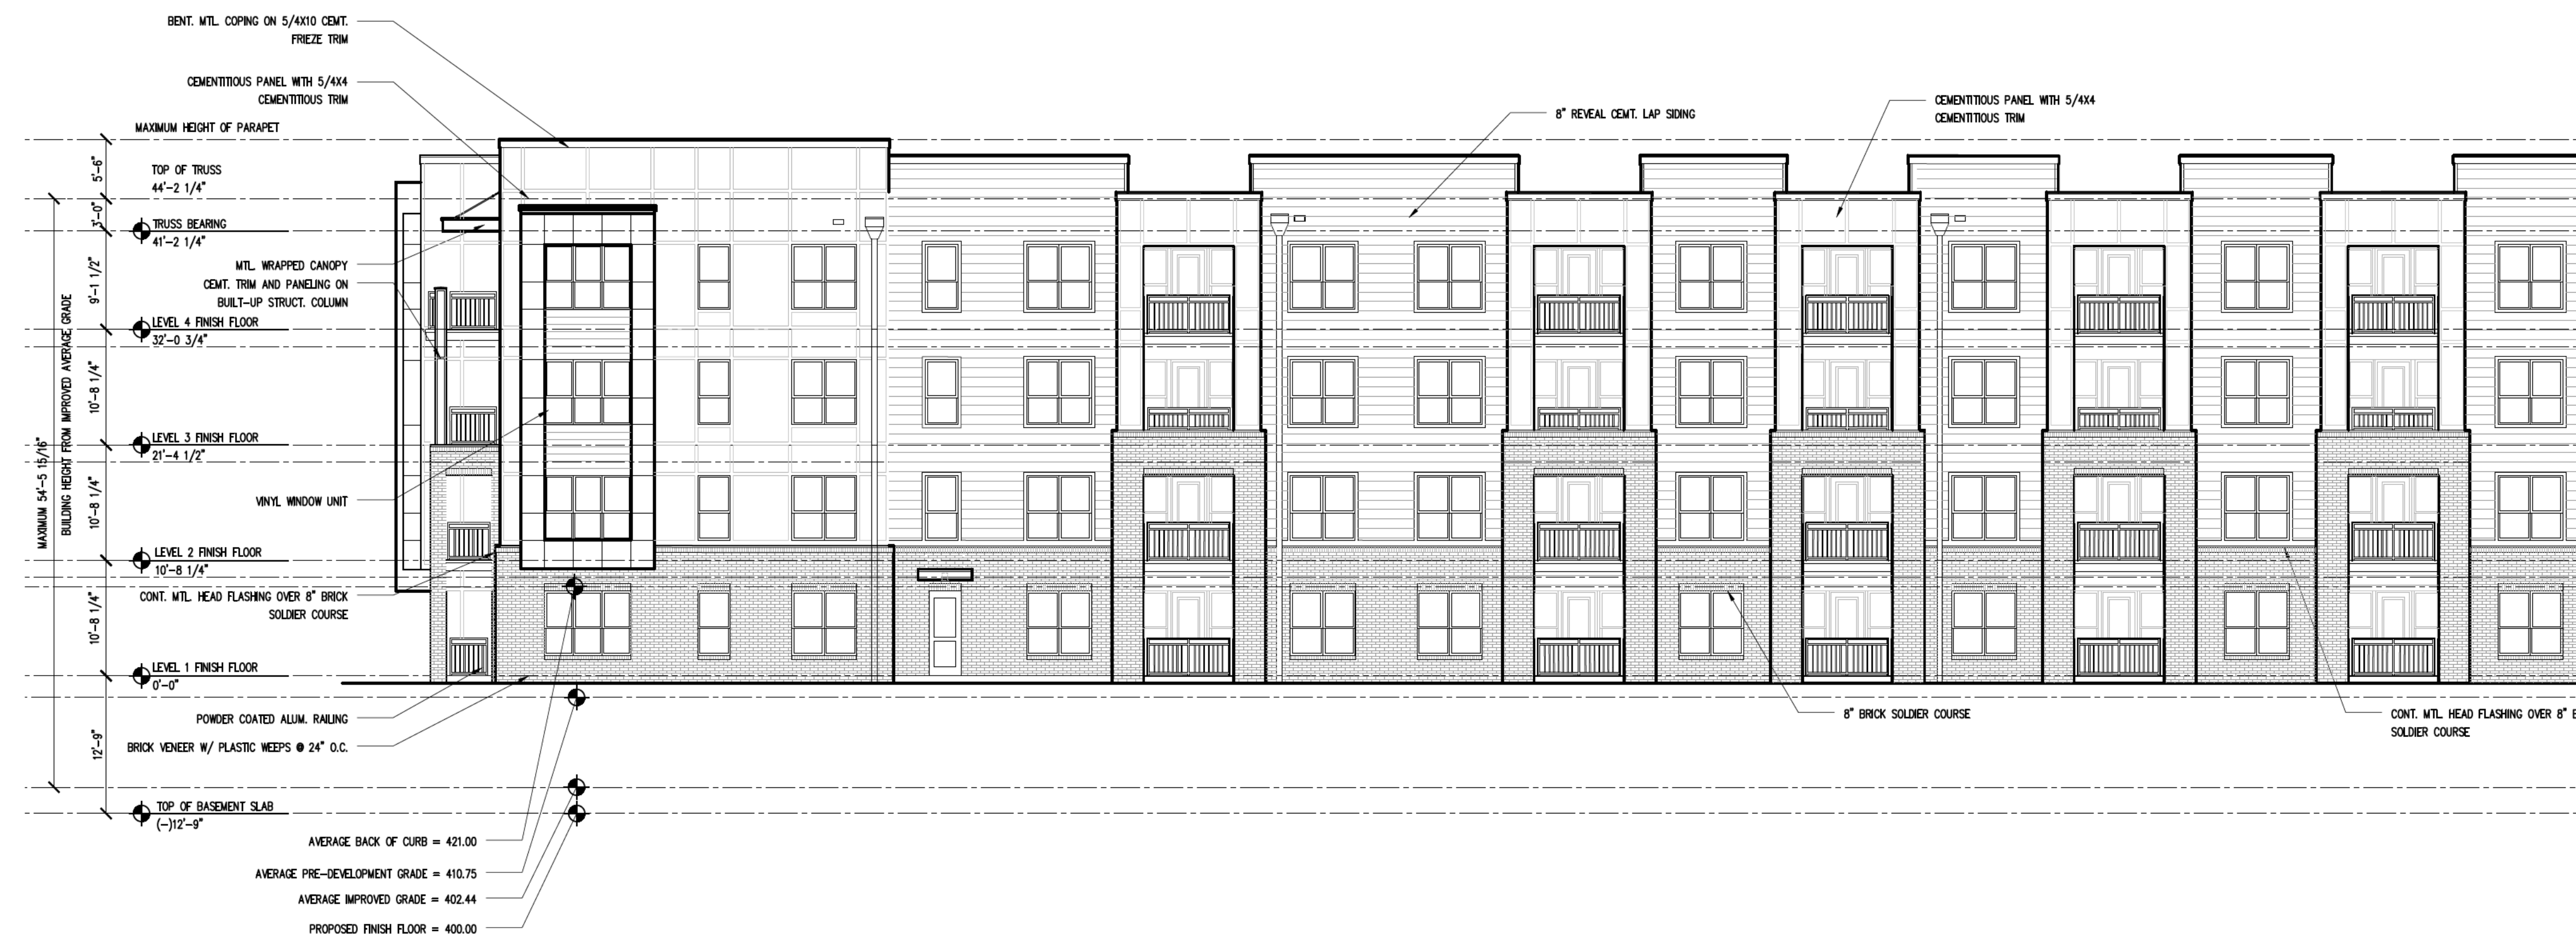 BENT. MTL. COPING ON 5/4X10 CEMT.
FRIEZE TRIM
CEMENTITIOUS PANEL WITH 5/4X4
CEMENTITIOUS TRIM
MAXIMUM HEIGHT OF PARAPET
5'-6"
TOP OF TRUSS
44'-2 1/4"
3'-0"
TRUSS BEARING
41'-2 1/4"
MTL. WRAPPED CANOPY
9'-1 1/2"
CEMT. TRIM AND PANELING ON
BUILT-UP STRUCT. COLUMN
LEVEL 4 FINISH FLOOR
32'-0 3/4"
10'-8 1/4"
LEVEL 3 FINISH FLOOR
21'-4 1/2"
MAXIMUM 54'-5 15/16"
BUILDING HEIGHT FROM IMPROVED AVERAGE GRADE
10'-8 1/4"
VINYL WINDOW UNIT
LEVEL 2 FINISH FLOOR
10'-8 1/4"
10'-8 1/4"
CONT. MTL. HEAD FLASHING OVER 8" BRICK
SOLDIER COURSE
LEVEL 1 FINISH FLOOR
0'-0"
POWDER COATED ALUM. RAILING
12'-9"
BRICK VENEER W/ PLASTIC WEEPS @ 24" O.C.
TOP OF BASEMENT SLAB
(-)12'-9"
AVERAGE BACK OF CURB = 421.00
AVERAGE PRE-DEVELOPMENT GRADE = 410.75
AVERAGE IMPROVED GRADE = 402.44
PROPOSED FINISH FLOOR = 400.00
8" REVEAL CEMT. LAP SIDING
CEMENTITIOUS PANEL WITH 5/4X4
CEMENTITIOUS TRIM
8" BRICK SOLDIER COURSE
CONT. MTL. HEAD FLASHING OVER 8"
SOLDIER COURSE